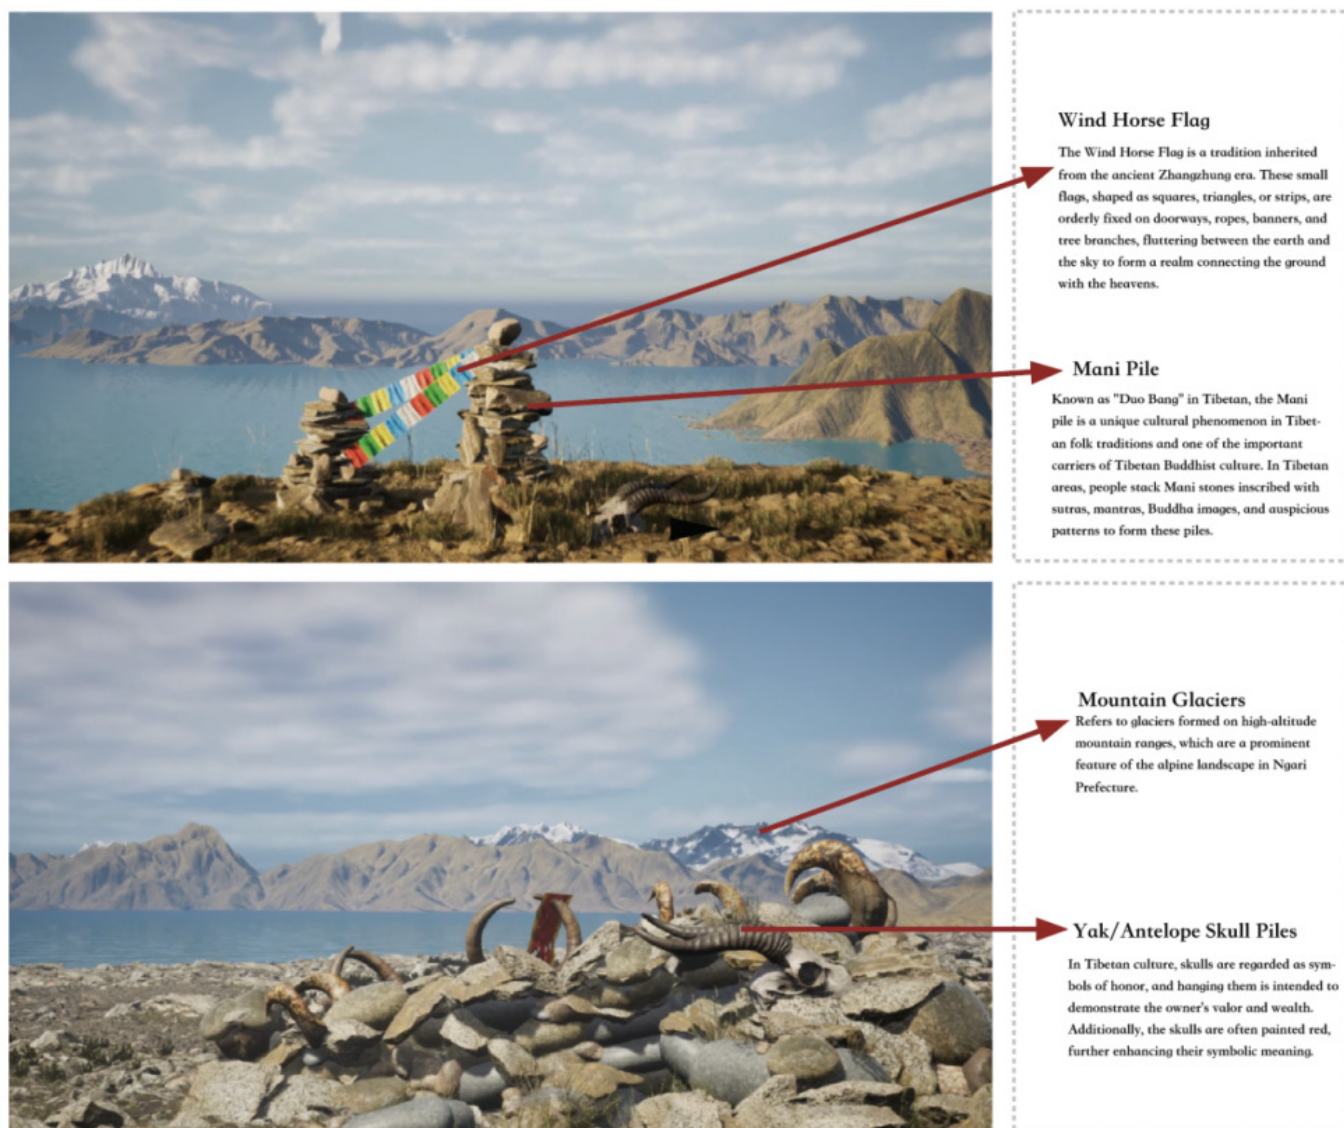 Wind Horse Flag
The Wind Horse Flag is a tradition inherited
from the ancient Zhangzhung era. These small
flags, shaped as squares, triangles, or strips, are
orderly fixed on doorways, ropes, banners, and
tree branches, fluttering between the earth and
the sky to form a realm connecting the ground
with the heavens.
Mani Pile
Known as "Duo Bang" in Tibetan, the Mani
pile is a unique cultural phenomenon in Tibet-
an folk traditions and one of the important
carriers of Tibetan Buddhist culture. In Tibetan
areas, people stack Mani stones inscribed with
sutras, mantras, Buddha images, and auspicious
patterns to form these piles.
Mountain Glaciers
Refers to glaciers formed on high-altitude
mountain ranges, which are a prominent
feature of the alpine landscape in Ngari
Prefecture.
Yak/Antelope Skull Piles
In Tibetan culture, skulls are regarded as sym-
bols of honor, and hanging them is intended to
demonstrate the owner's valor and wealth.
Additionally, the skulls are often painted red,
further enhancing their symbolic meaning.